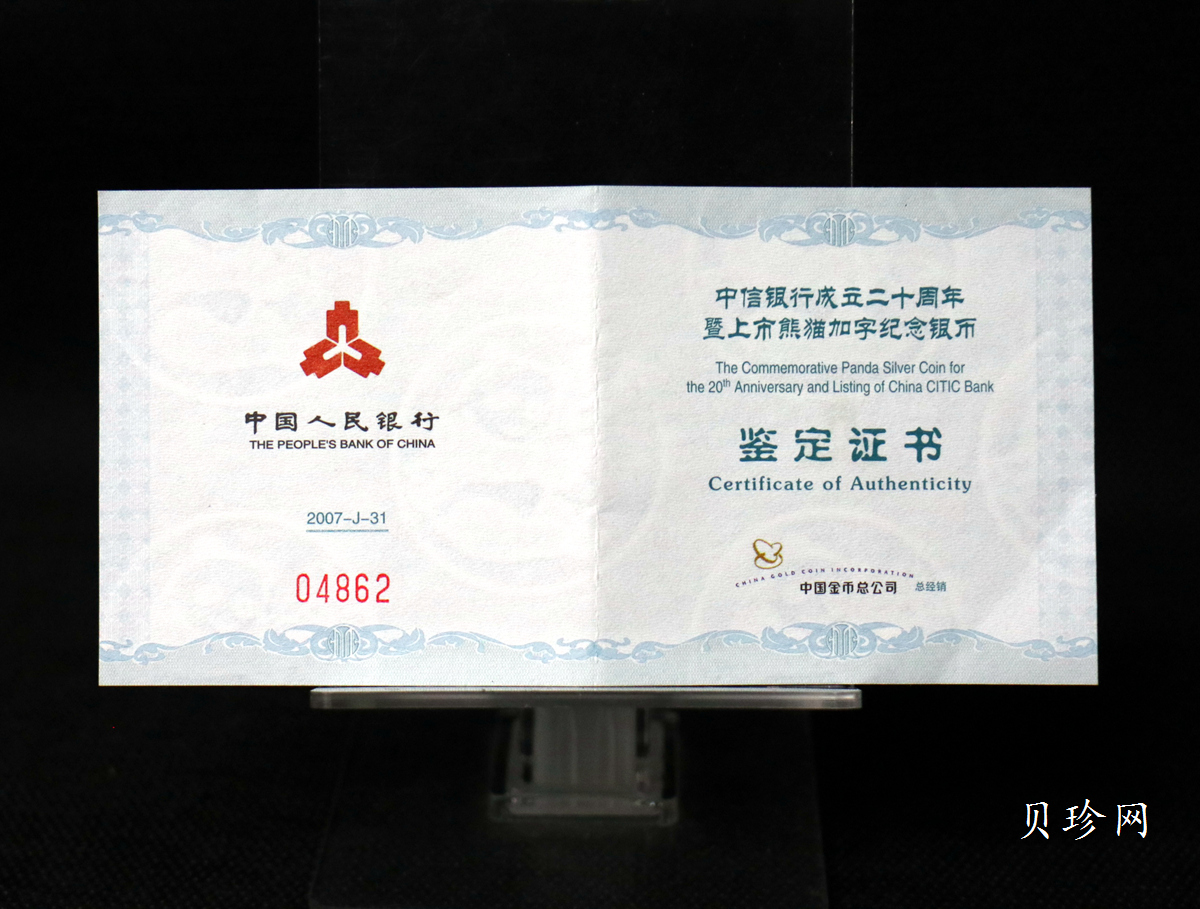 中国人民银行
THE PEOPLE'S BANK OF CHINA
2007-J-31
04862
中信银行成立二十周年
暨上市熊猫加字纪念银币
The Commemorative Panda Silver Coin for
the 20th Anniversary and Listing of China CITIC Bank
鉴定证书
Certificate of Authenticity
CHINA GOLD COIN INCORPORATION
中国金币总公司 总经销
贝珍网